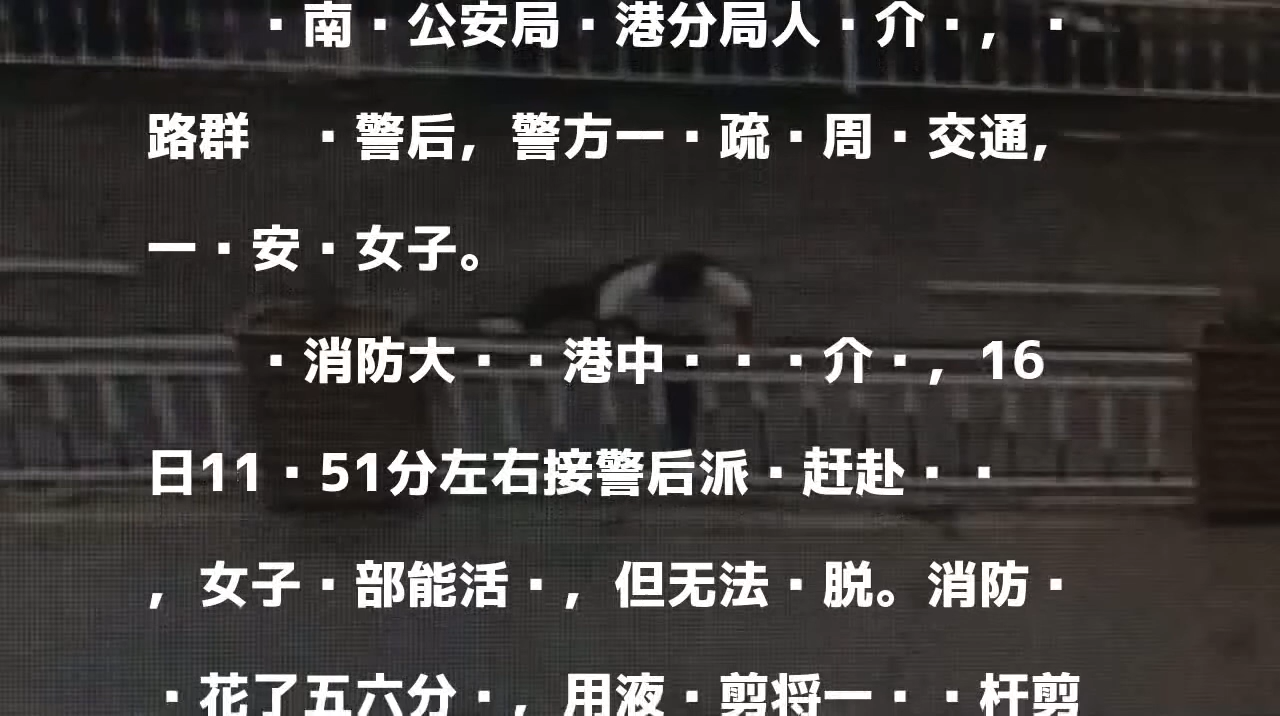 ·南·公安局·港分局人·介·，·
路群 ·警后，警方一·疏·周·交通，
一·安·女子。
·消防大··港中···介·，16
日11·51分左右接警后派·赶赴··
，女子·部能活·，但无法·脱。消防·
·花了五六分·，用液·剪将一··杆剪